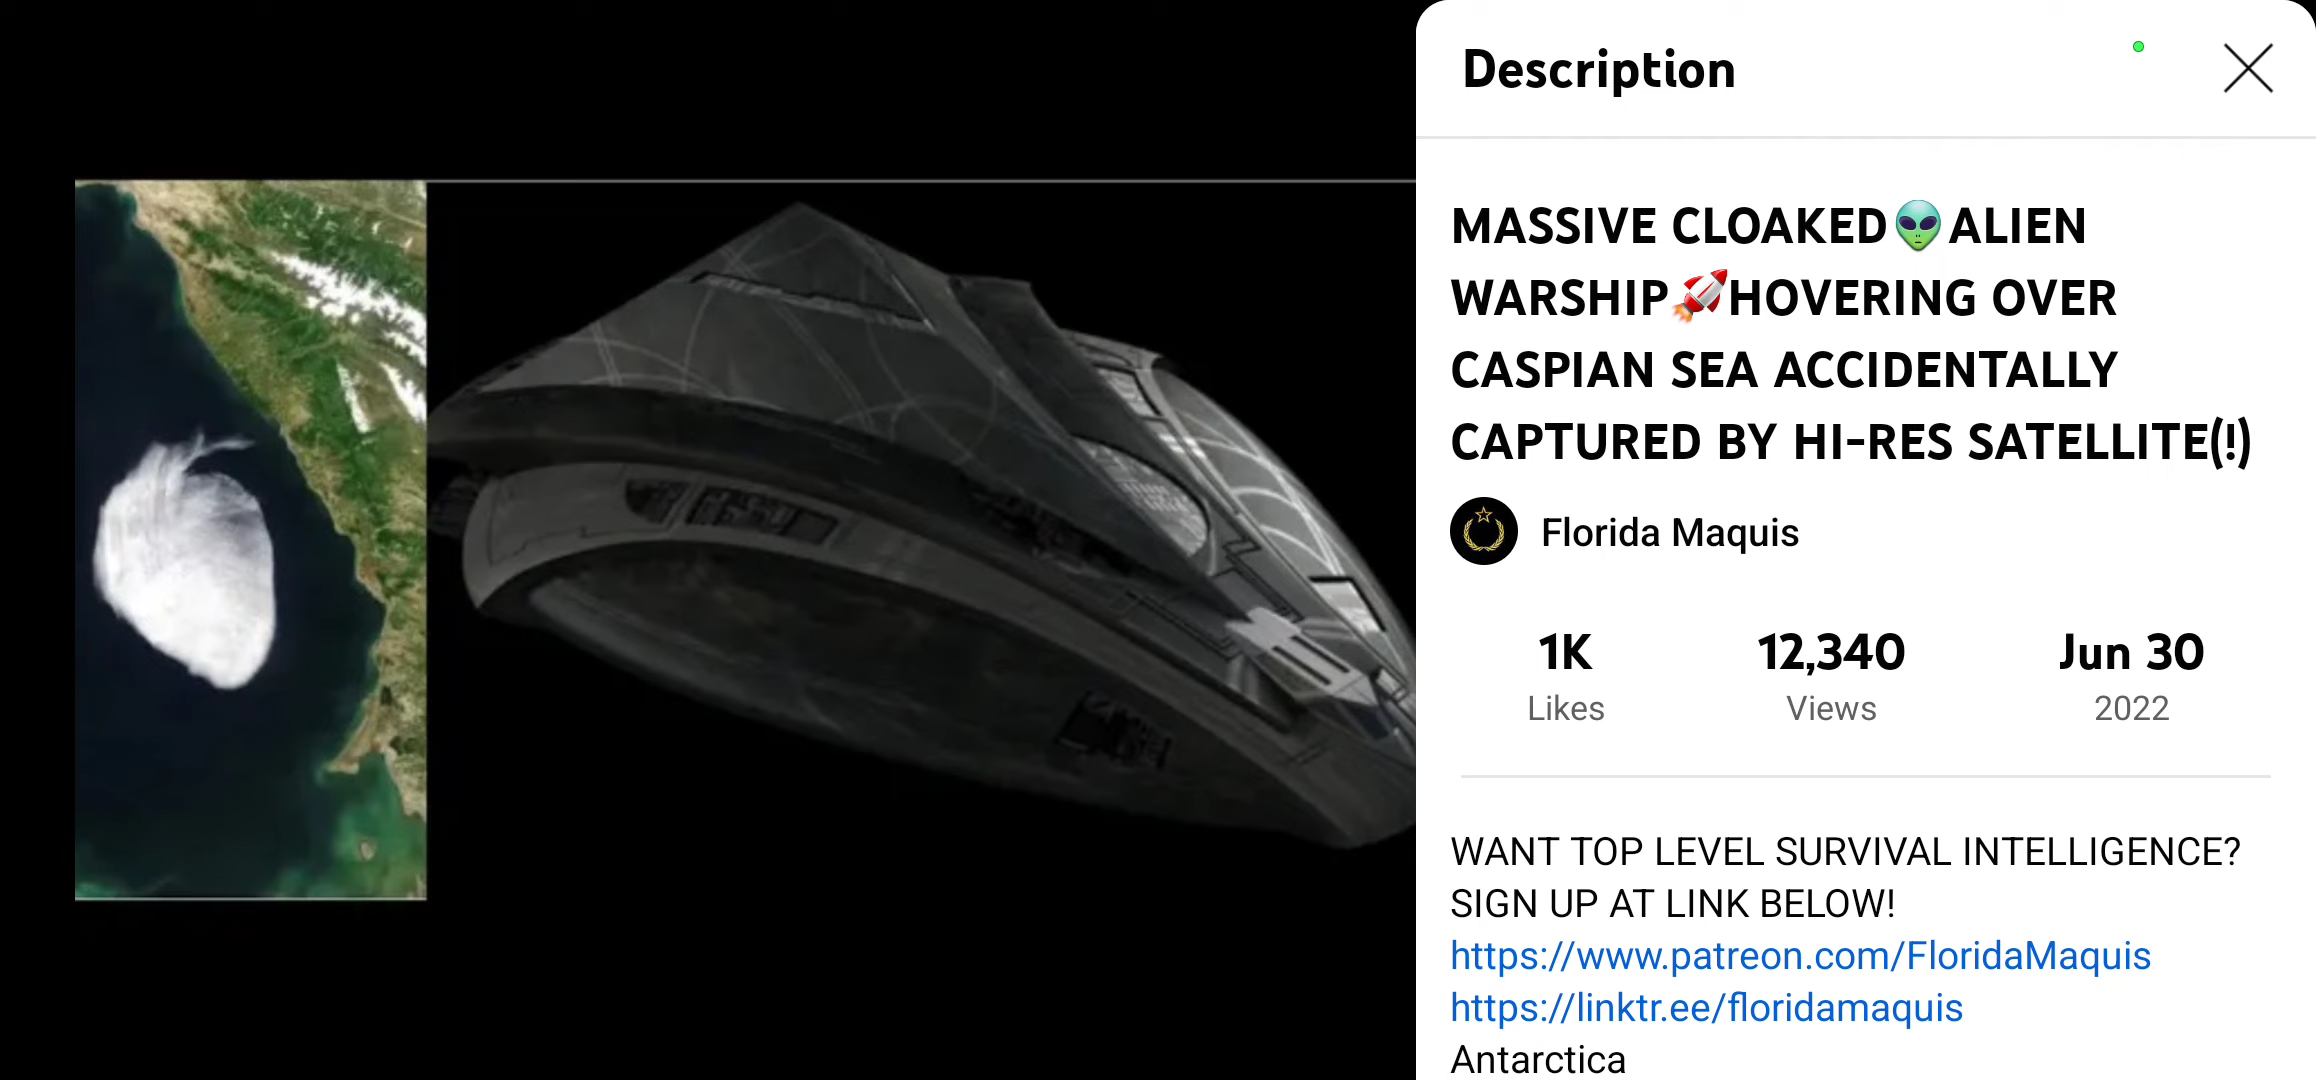 Description
MASSIVE CLOAKED👽ALIEN
WARSHIP🚀HOVERING OVER
CASPIAN SEA ACCIDENTALLY
CAPTURED BY HI-RES SATELLITE(!)
Florida Maquis
1K
Likes
12,340
Views
Jun 30
2022
WANT TOP LEVEL SURVIVAL INTELLIGENCE?
SIGN UP AT LINK BELOW!
https://www.patreon.com/FloridaMaquis
https://linktr.ee/floridamaquis
Antarctica